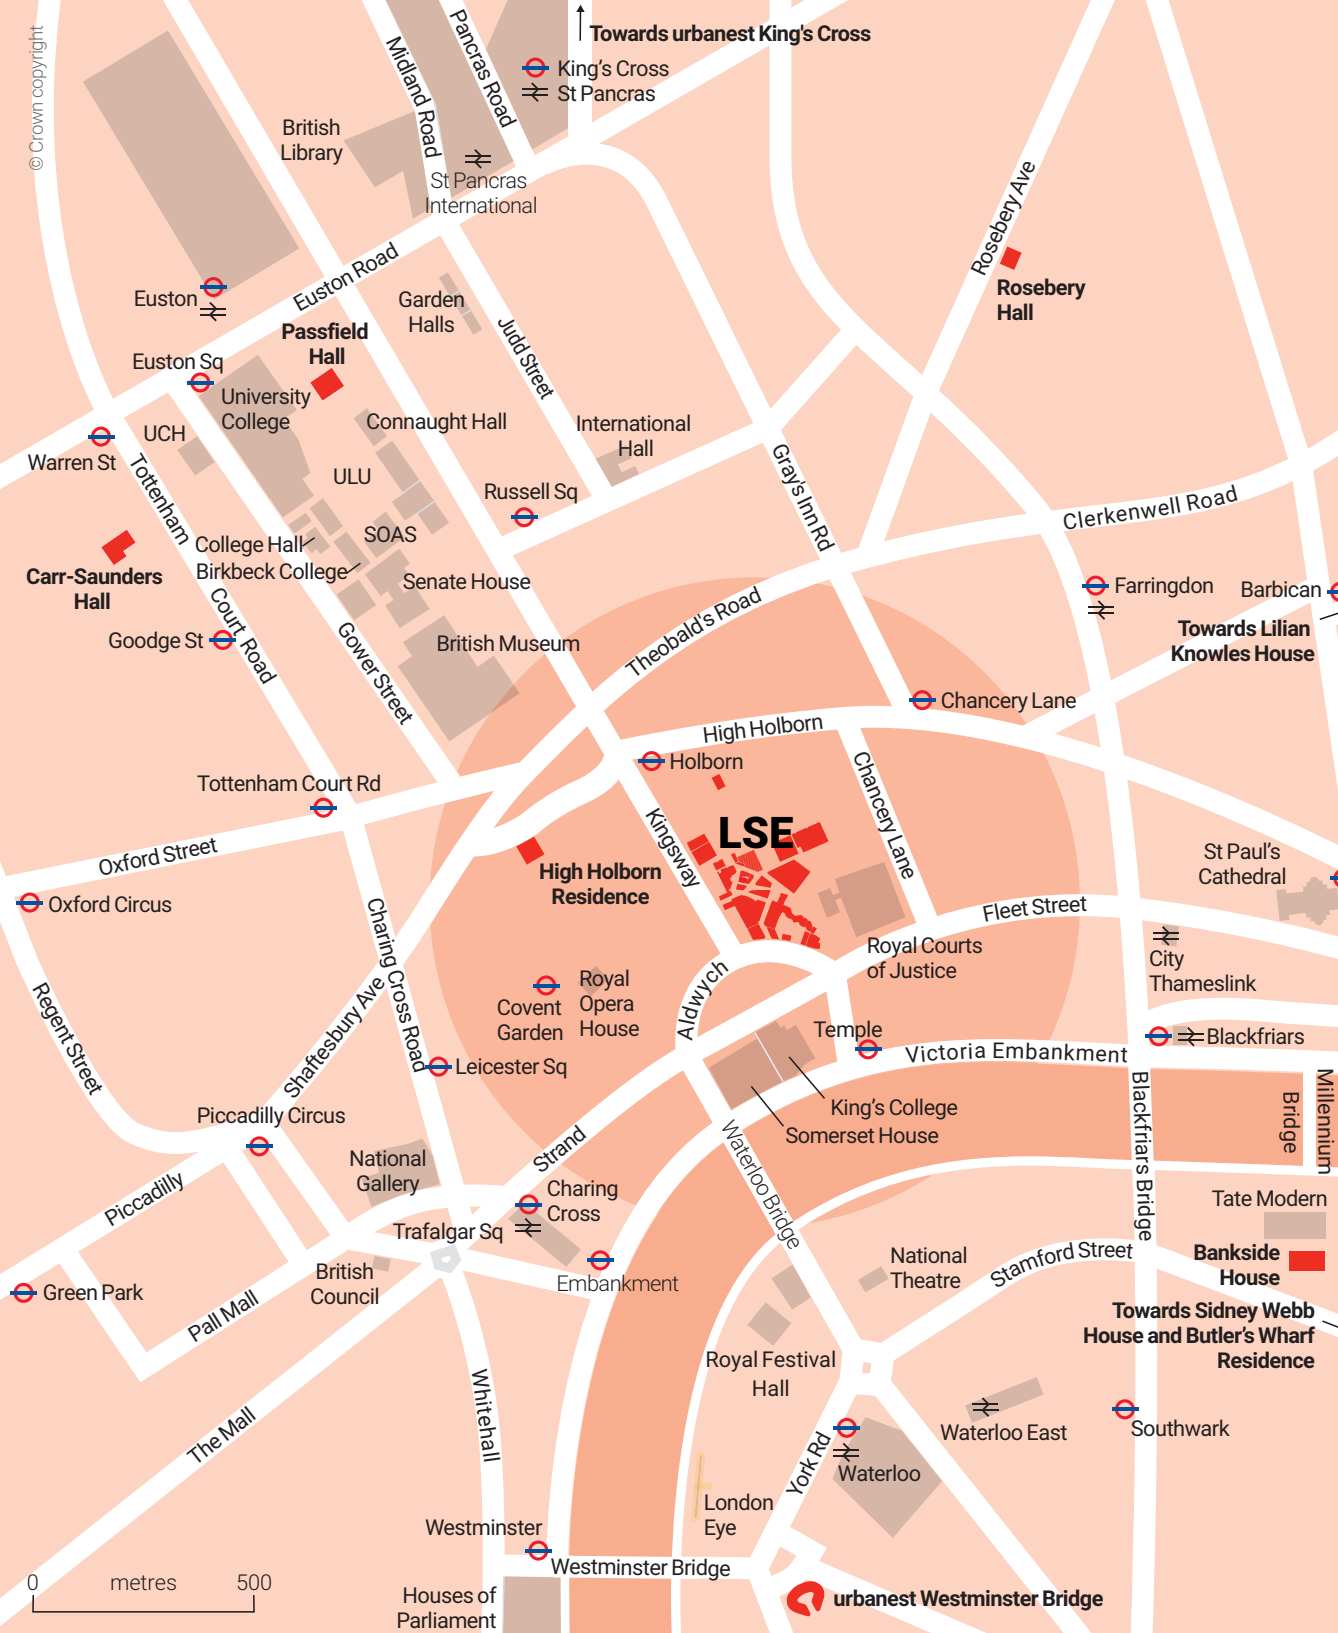 © Crown copyright
Towards urbanest King's Cross
King's Cross
St Pancras
Midland Road
Pancras Road
British
Library
St Pancras
International
Rosebery Ave
Rosebery
Hall
Euston
Euston Road
Garden
Halls
Judd Street
Passfield
Hall
Euston Sq
University
College
UCH
Warren St
Connaught Hall
International
Hall
Gray's Inn Rd
ULU
Russell Sq
Tottenham
Court Road
Clerkenwell Road
SOAS
College Hall
Birkbeck College
Senate House
Carr-Saunders
Hall
Farringdon
Barbican
Towards Lilian
Knowles House
Goodge St
Gower Street
British Museum
Theobald's Road
Chancery Lane
High Holborn
Holborn
Chancery Lane
Tottenham Court Rd
Kingsway
LSE
Oxford Street
High Holborn
Residence
St Paul's
Cathedral
Oxford Circus
Charing Cross Road
Fleet Street
Royal Courts
of Justice
City
Thameslink
Regent Street
Shaftesbury Ave
Covent
Garden
Royal
Opera
House
Aldwych
Temple
Blackfriars
Victoria Embankment
Leicester Sq
Piccadilly Circus
King's College
Somerset House
Blackfriars Bridge
Millennium
Bridge
National
Gallery
Strand
Waterloo Bridge
Piccadilly
Charing
Cross
Trafalgar Sq
Tate Modern
Bankside
House
National
Theatre
Stamford Street
Embankment
British
Council
Green Park
Pall Mall
Towards Sidney Webb
House and Butler's Wharf
Residence
Royal Festival
Hall
Whitehall
The Mall
Waterloo East
Southwark
York Rd
Waterloo
London
Eye
Westminster
Westminster Bridge
0 metres 500
Houses of
Parliament
urbanest Westminster Bridge